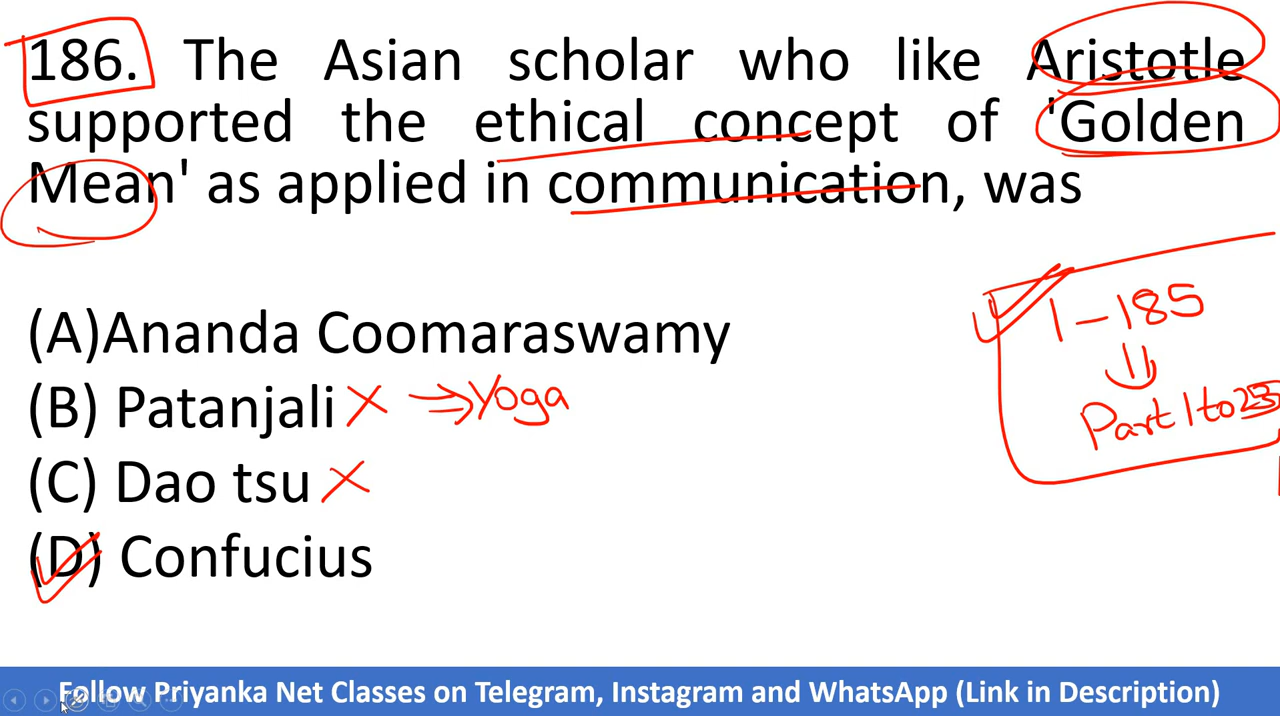 186. The Asian scholar who like Aristotle
supported the ethical concept of 'Golden
Mean' as applied in communication, was
1-185
(A)Ananda Coomaraswamy
Part 1 to 23
(B) Patanjali X ⇒ Yoga
(C) Dao tsu X
(D) Confucius
Follow Priyanka Net Classes on Telegram, Instagram and WhatsApp (Link in Description)